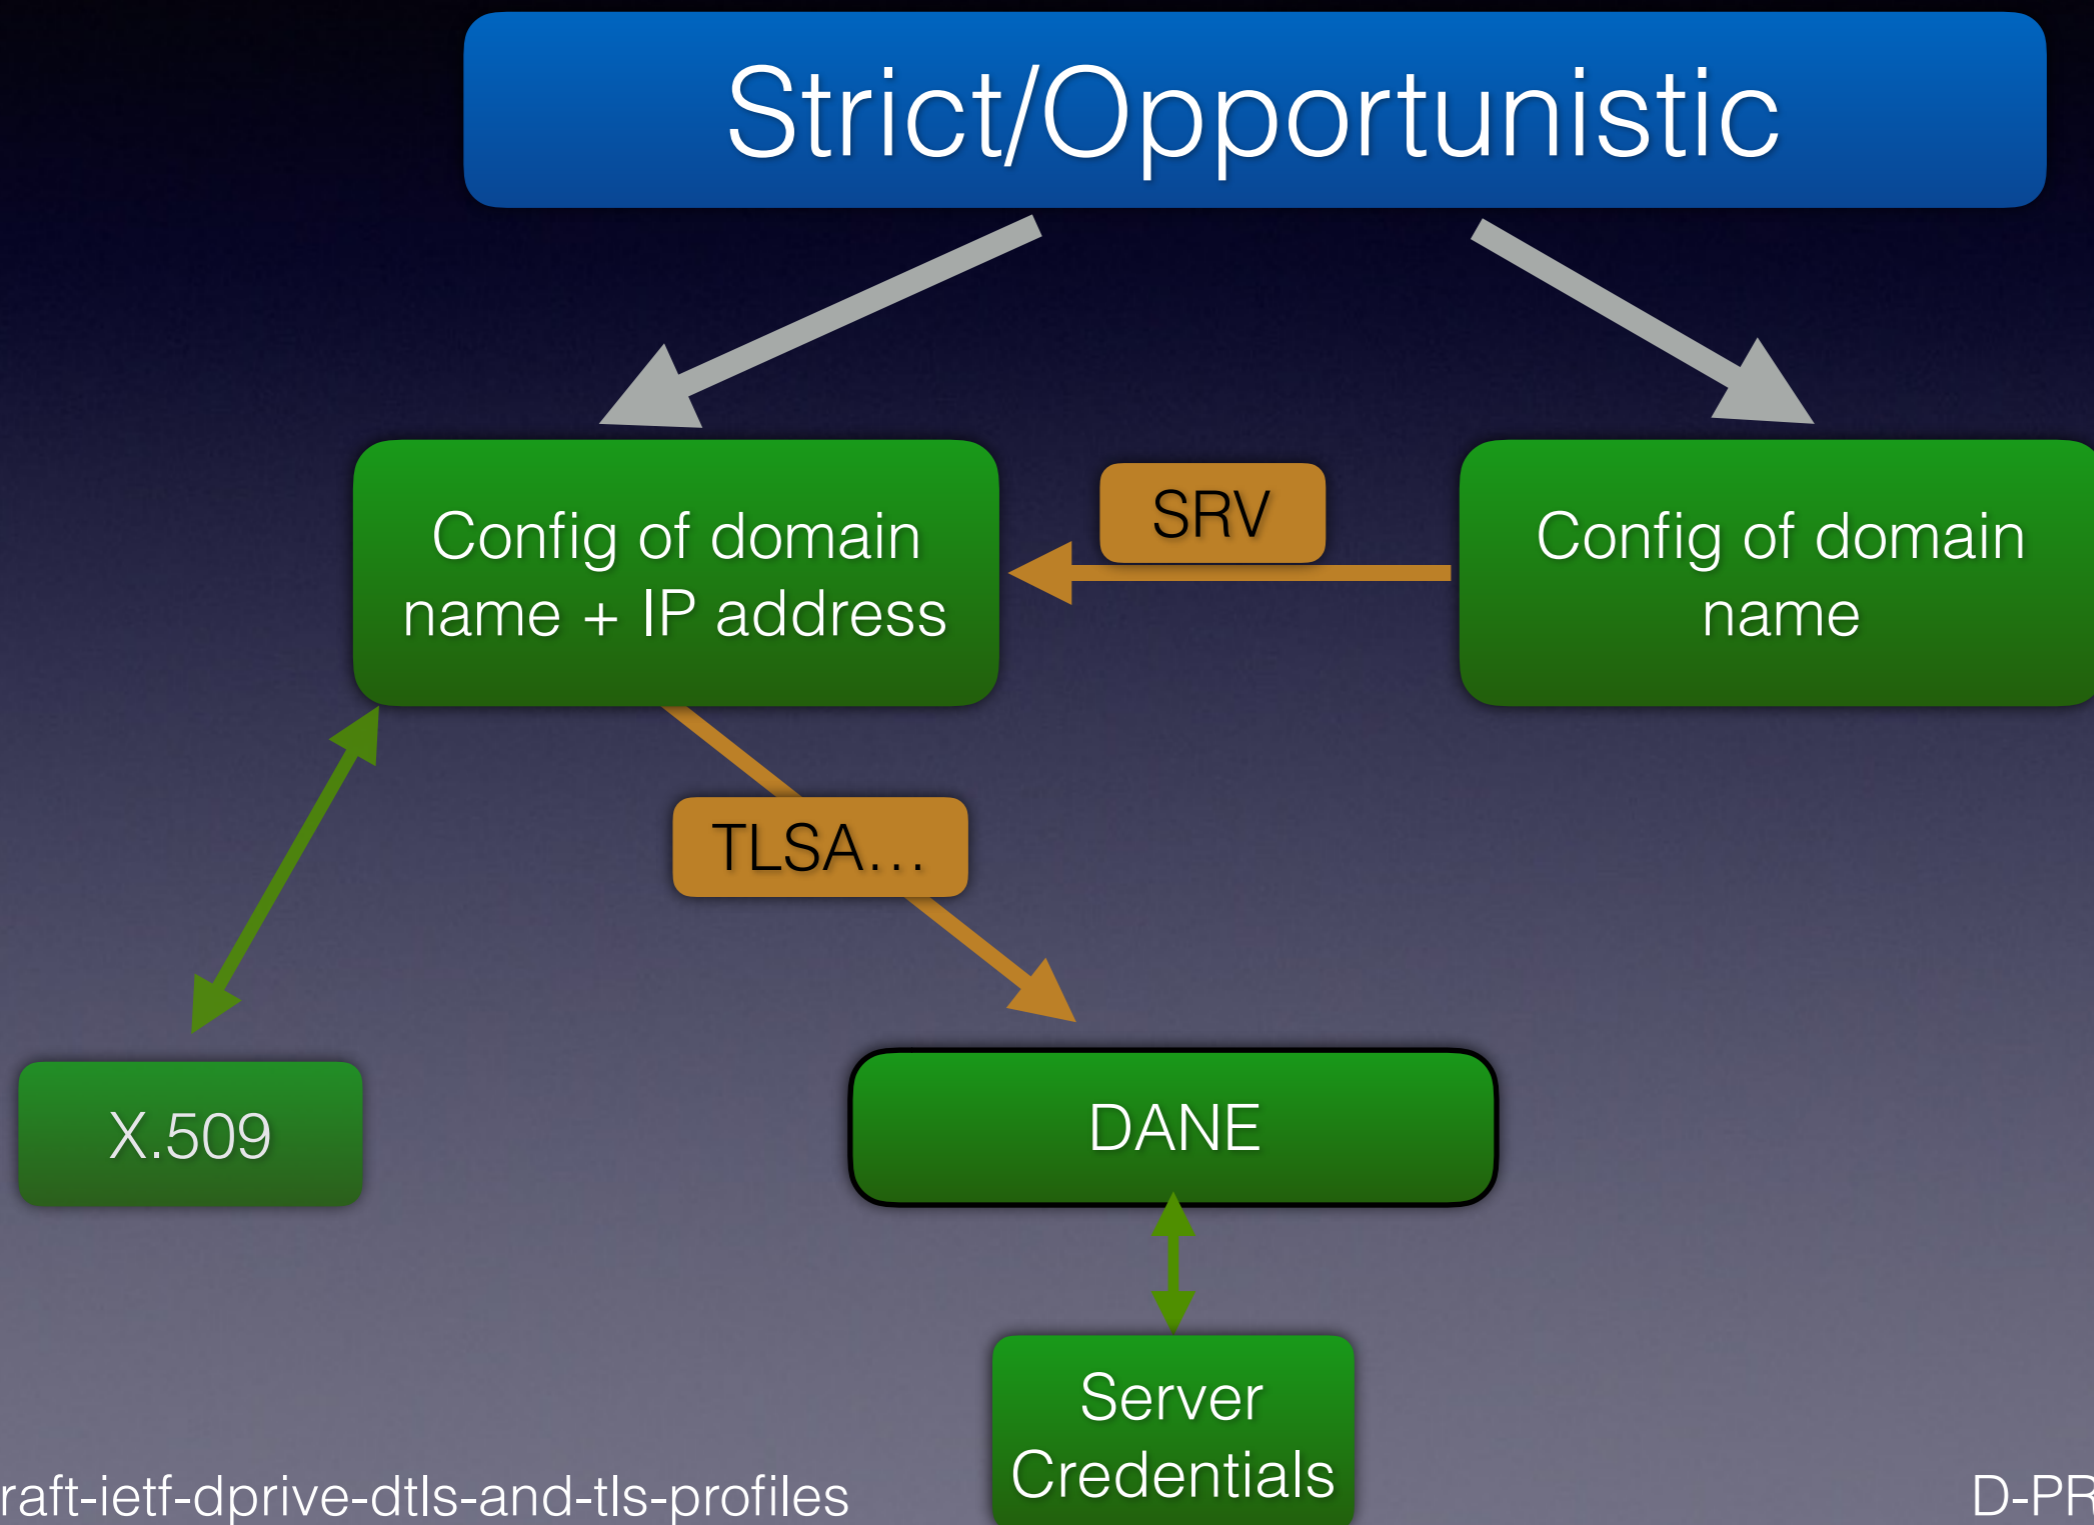 Strict/Opportunistic
Config of domain
name + IP address
SRV
Config of domain
name
TLSA…
X.509
DANE
Server
Credentials
raft-ietf-dprive-dtls-and-tls-profiles
D-PR